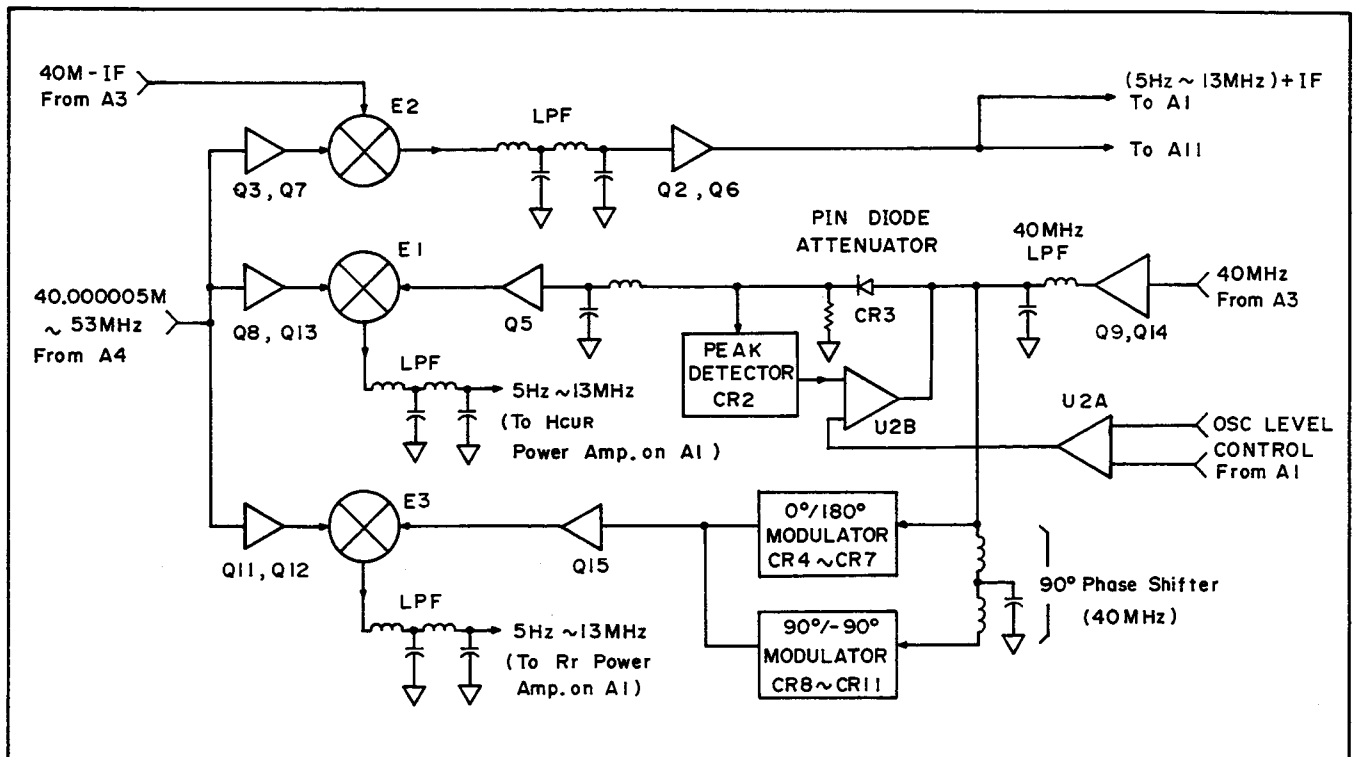 40M-IF
From A3
E2
LPF
(5Hz ~ 13MHz) + IF
To A1
To A11
Q3, Q7
Q2, Q6
PIN DIODE
ATTENUATOR
40MHz
LPF
E1
40MHz
From A3
40.000005M
~ 53MHz
From A4
Q8, Q13
Q5
CR3
Q9, Q14
PEAK
DETECTOR
CR2
LPF
5Hz ~ 13MHz
(To HCUR
Power Amp. on A1)
U2B
U2A
OSC LEVEL
CONTROL
From A1
E3
Q11, Q12
Q15
0°/180°
MODULATOR
CR4 ~ CR7
90° Phase Shifter
(40MHz)
LPF
5Hz ~ 13MHz
(To Rr Power
Amp. on A1)
90°/-90°
MODULATOR
CR8 ~ CR11